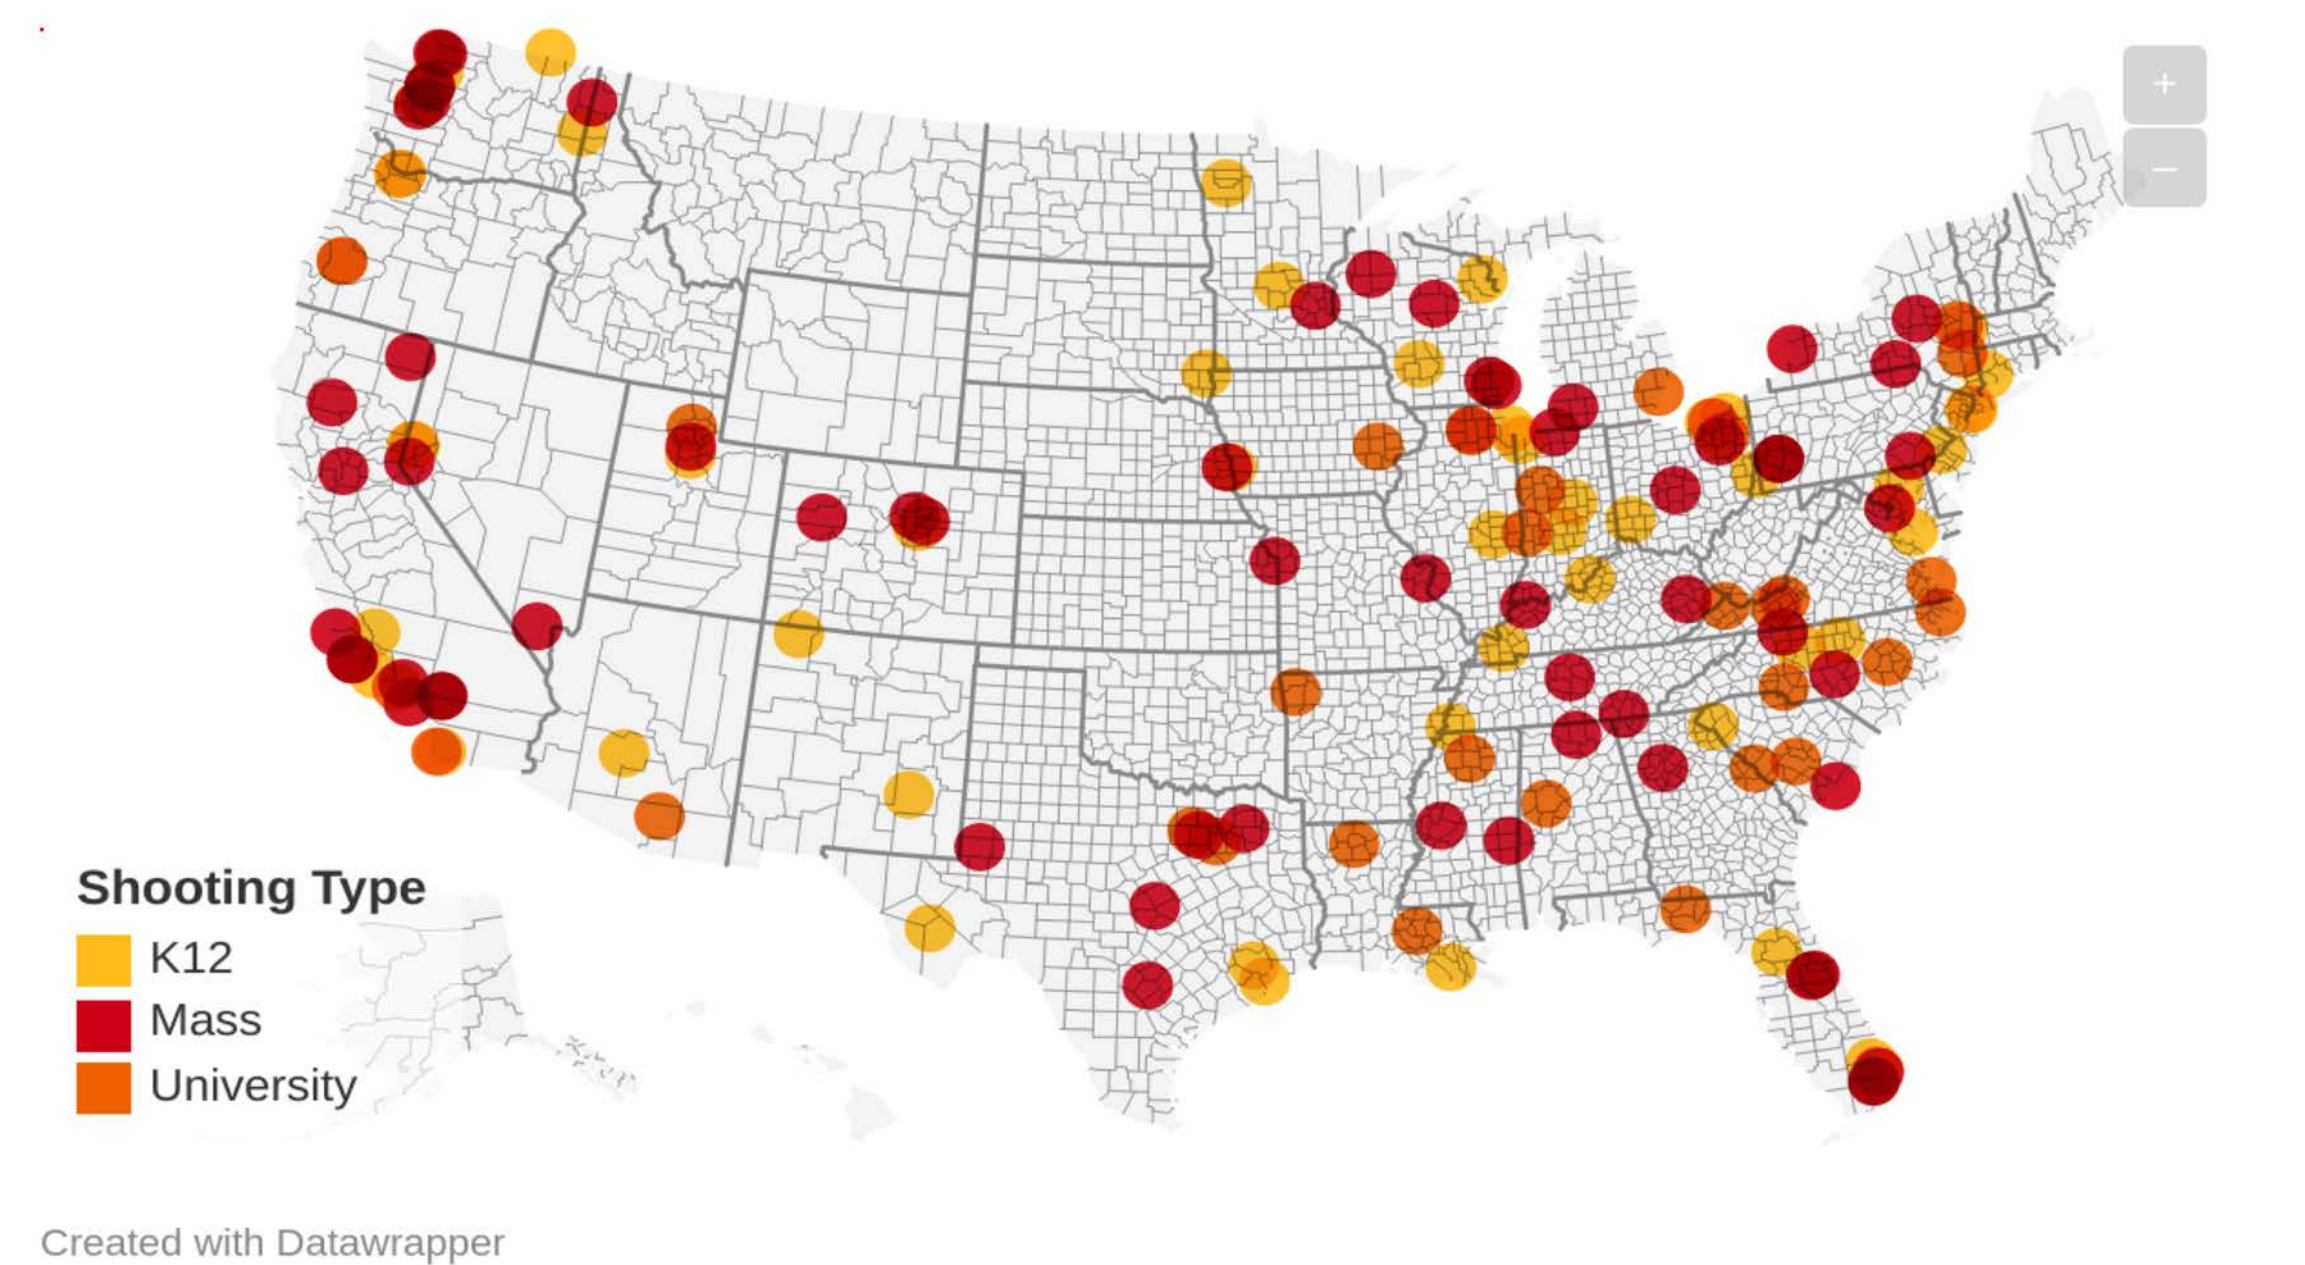 +
−
Shooting Type
K12
Mass
University
Created with Datawrapper